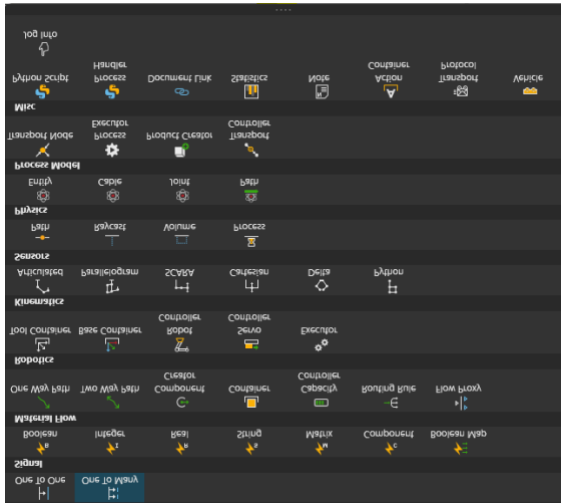 One To One One To Many
Signal
Boolean Integer Real String Matrix Component Boolean Map
Material Flow
One Way Path Two Way Path Component Container Capacity Routing Rule Flow Proxy
Creator Controller
Robotics
Tool Container Base Container Robot Servo Executor
Controller Controller
Kinematics
Articulated Parallelogram SCARA Cartesian Delta Python
Sensors
Path Raycast Volume Process
Physics
Entity Cable Joint Path
Process Model
Transport Node Process Product Creator Transport
Executor Controller
Misc
Python Script Process Document Link Statistics Note Action Transport Vehicle
Handler Container Protocol
Jog Info